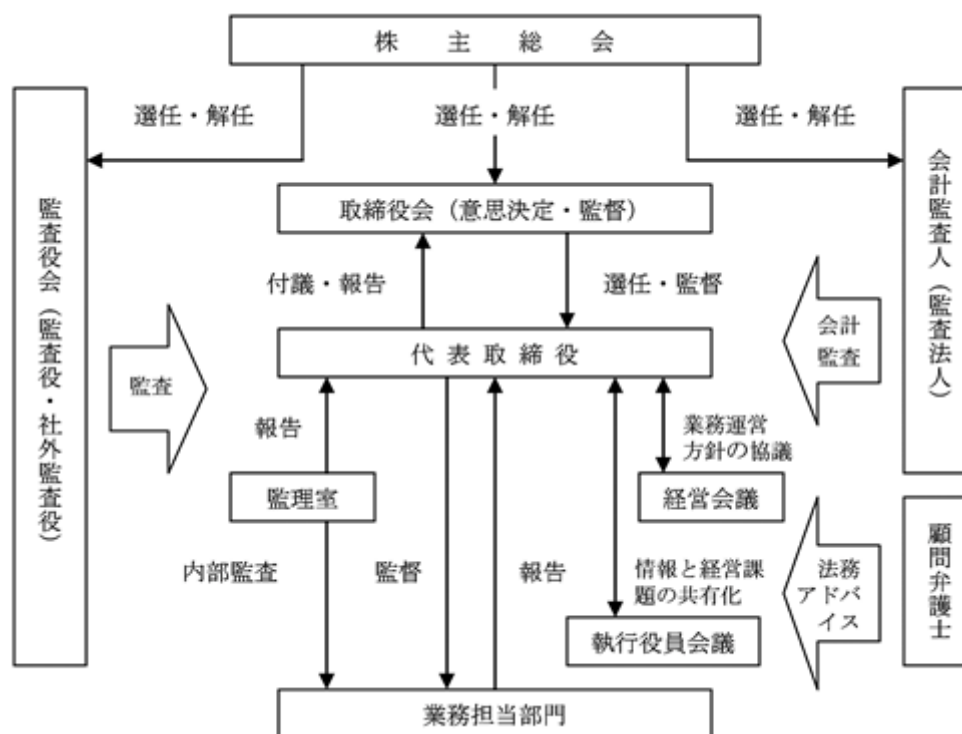 株主総会
選任・解任
選任・解任
選任・解任
監査役会（監査役・社外監査役）
会計監査人（監査法人）
取締役会（意思決定・監督）
付議・報告
選任・監督
会計
監査
代表取締役
監査
報告
業務運営
方針の協議
監理室
経営会議
内部監査
監督
報告
情報と経営課
題の共有化
法務
アドバ
イス
顧問弁護士
執行役員会議
業務担当部門